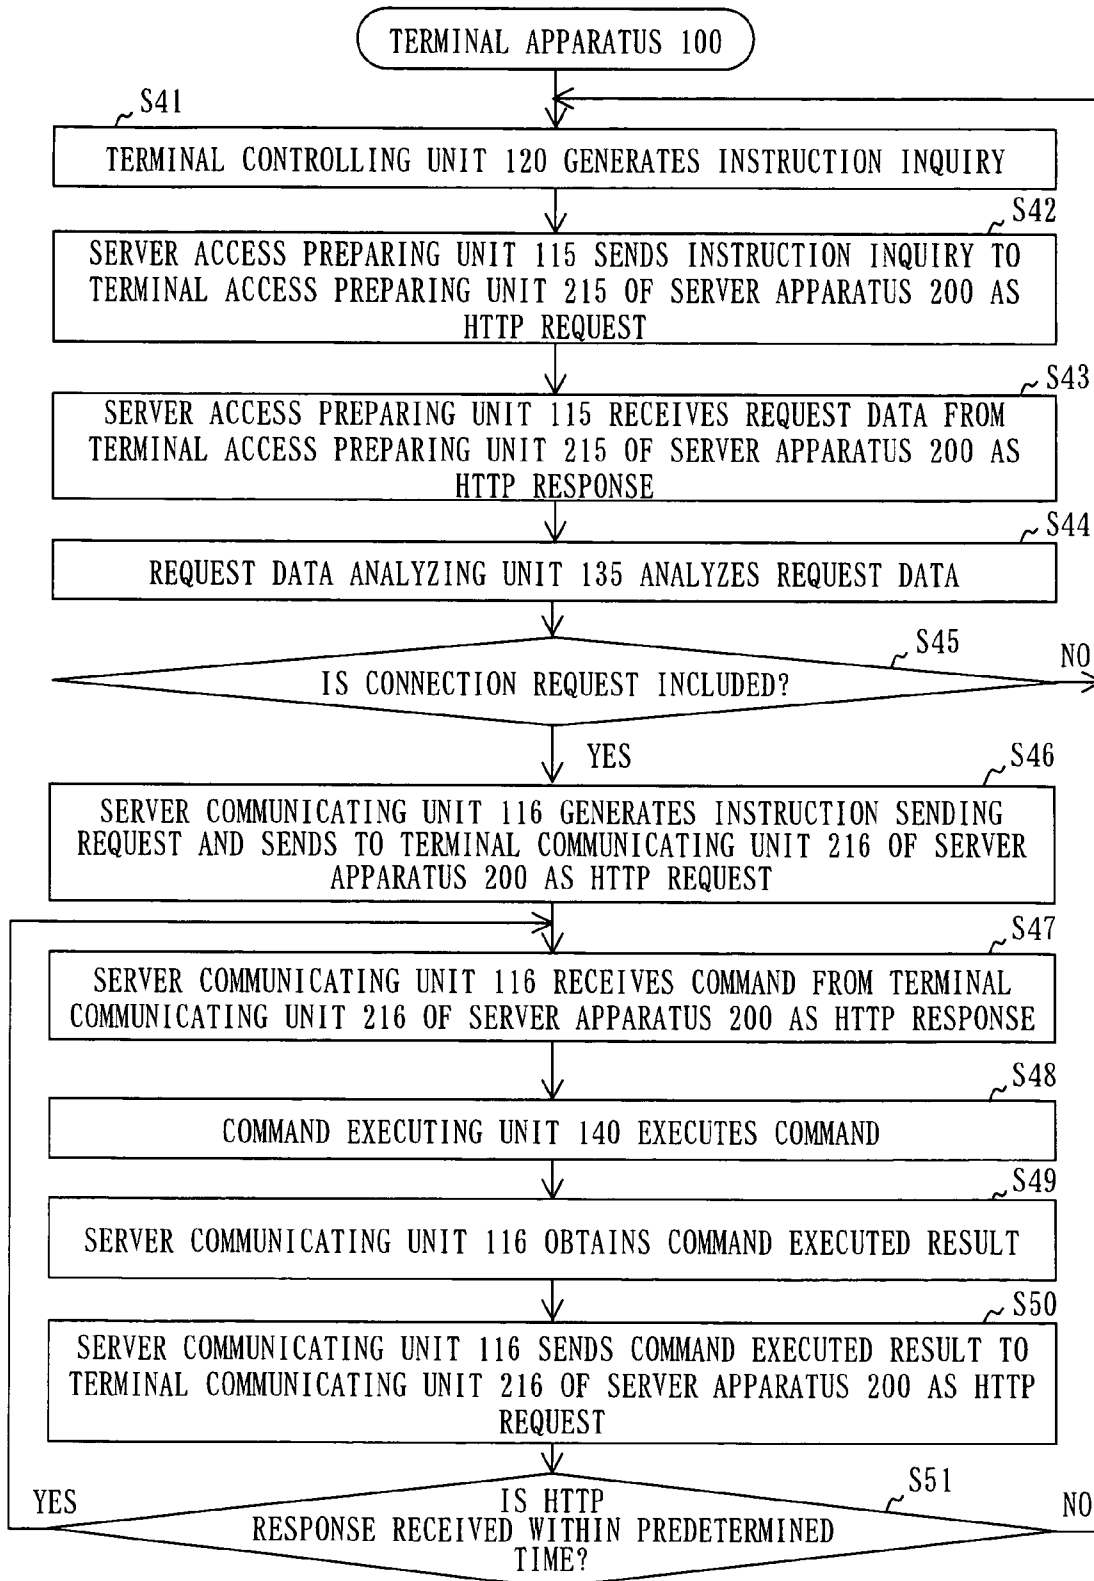 TERMINAL APPARATUS 100
S41
TERMINAL CONTROLLING UNIT 120 GENERATES INSTRUCTION INQUIRY
S42
SERVER ACCESS PREPARING UNIT 115 SENDS INSTRUCTION INQUIRY TO
TERMINAL ACCESS PREPARING UNIT 215 OF SERVER APPARATUS 200 AS
HTTP REQUEST
S43
SERVER ACCESS PREPARING UNIT 115 RECEIVES REQUEST DATA FROM
TERMINAL ACCESS PREPARING UNIT 215 OF SERVER APPARATUS 200 AS
HTTP RESPONSE
S44
REQUEST DATA ANALYZING UNIT 135 ANALYZES REQUEST DATA
S45
NO
IS CONNECTION REQUEST INCLUDED?
YES
S46
SERVER COMMUNICATING UNIT 116 GENERATES INSTRUCTION SENDING
REQUEST AND SENDS TO TERMINAL COMMUNICATING UNIT 216 OF SERVER
APPARATUS 200 AS HTTP REQUEST
S47
SERVER COMMUNICATING UNIT 116 RECEIVES COMMAND FROM TERMINAL
COMMUNICATING UNIT 216 OF SERVER APPARATUS 200 AS HTTP RESPONSE
S48
COMMAND EXECUTING UNIT 140 EXECUTES COMMAND
S49
SERVER COMMUNICATING UNIT 116 OBTAINS COMMAND EXECUTED RESULT
S50
SERVER COMMUNICATING UNIT 116 SENDS COMMAND EXECUTED RESULT TO
TERMINAL COMMUNICATING UNIT 216 OF SERVER APPARATUS 200 AS HTTP
REQUEST
S51
YES
NO
IS HTTP
RESPONSE RECEIVED WITHIN PREDETERMINED
TIME?